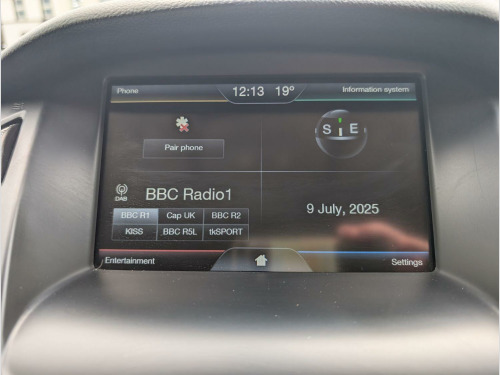 Phone 12:13 19° Information system
S E
Pair phone
DAB BBC Radio1
9 July, 2025
BBC R1 Cap UK BBC R2
KISS BBC R5L tkSPORT
Entertainment Settings